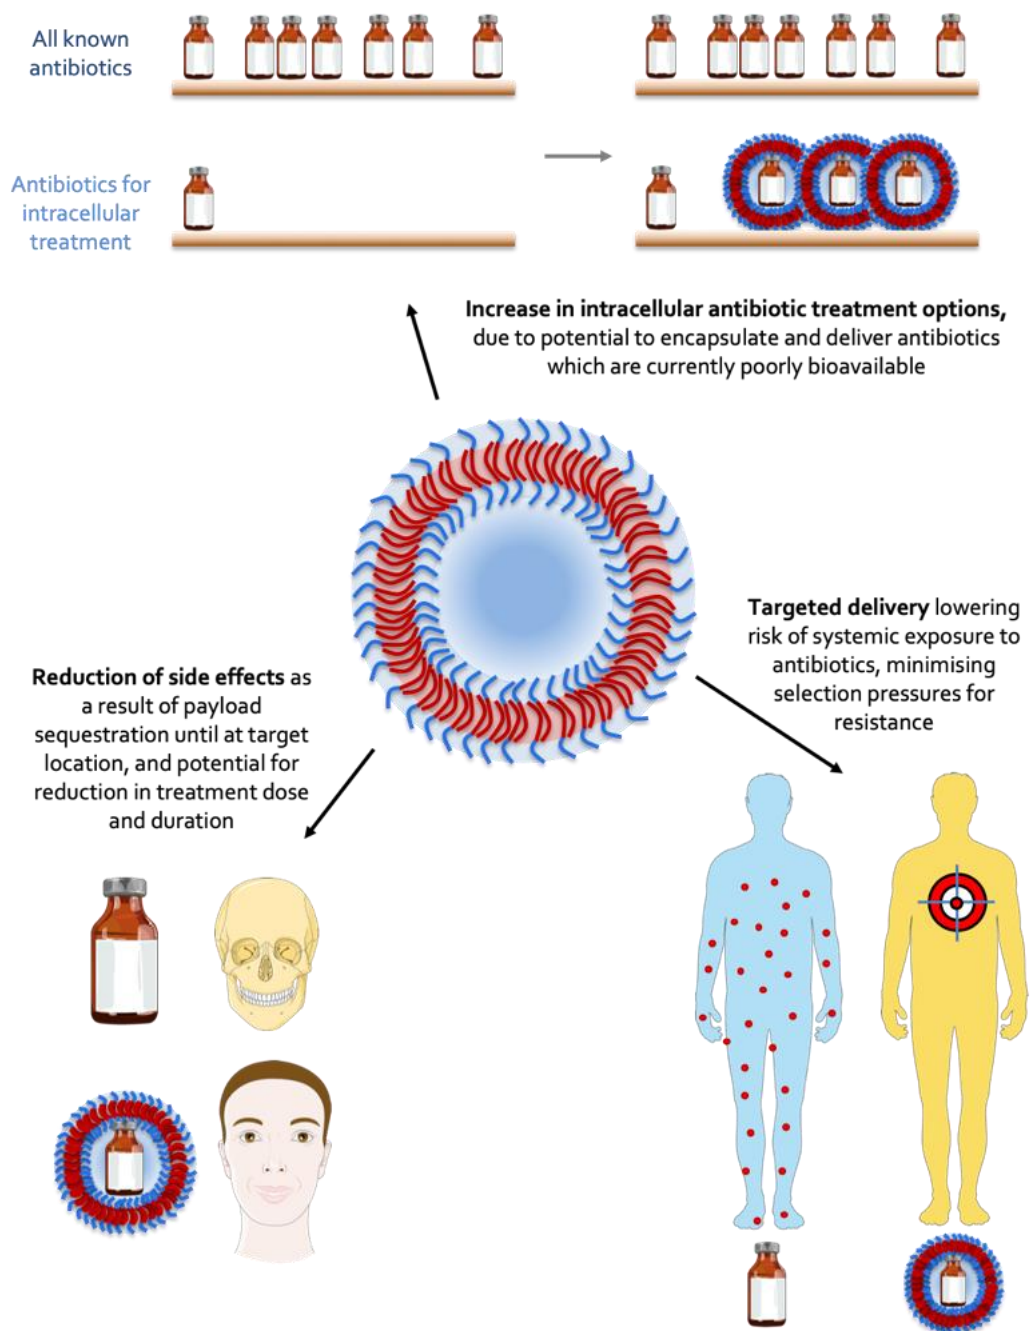 All known
antibiotics
Antibiotics for
intracellular
treatment
Increase in intracellular antibiotic treatment options,
due to potential to encapsulate and deliver antibiotics
which are currently poorly bioavailable
Targeted delivery lowering
risk of systemic exposure to
antibiotics, minimising
selection pressures for
resistance
Reduction of side effects as
a result of payload
sequestration until at target
location, and potential for
reduction in treatment dose
and duration